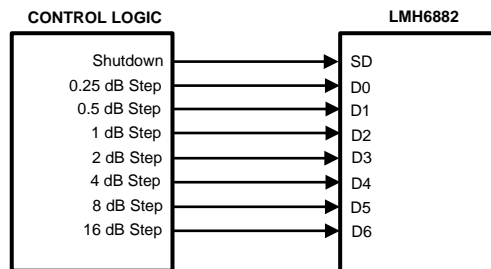 CONTROL LOGIC LMH6882
Shutdown SD
0.25 dB Step D0
0.5 dB Step D1
1 dB Step D2
2 dB Step D3
4 dB Step D4
8 dB Step D5
16 dB Step D6